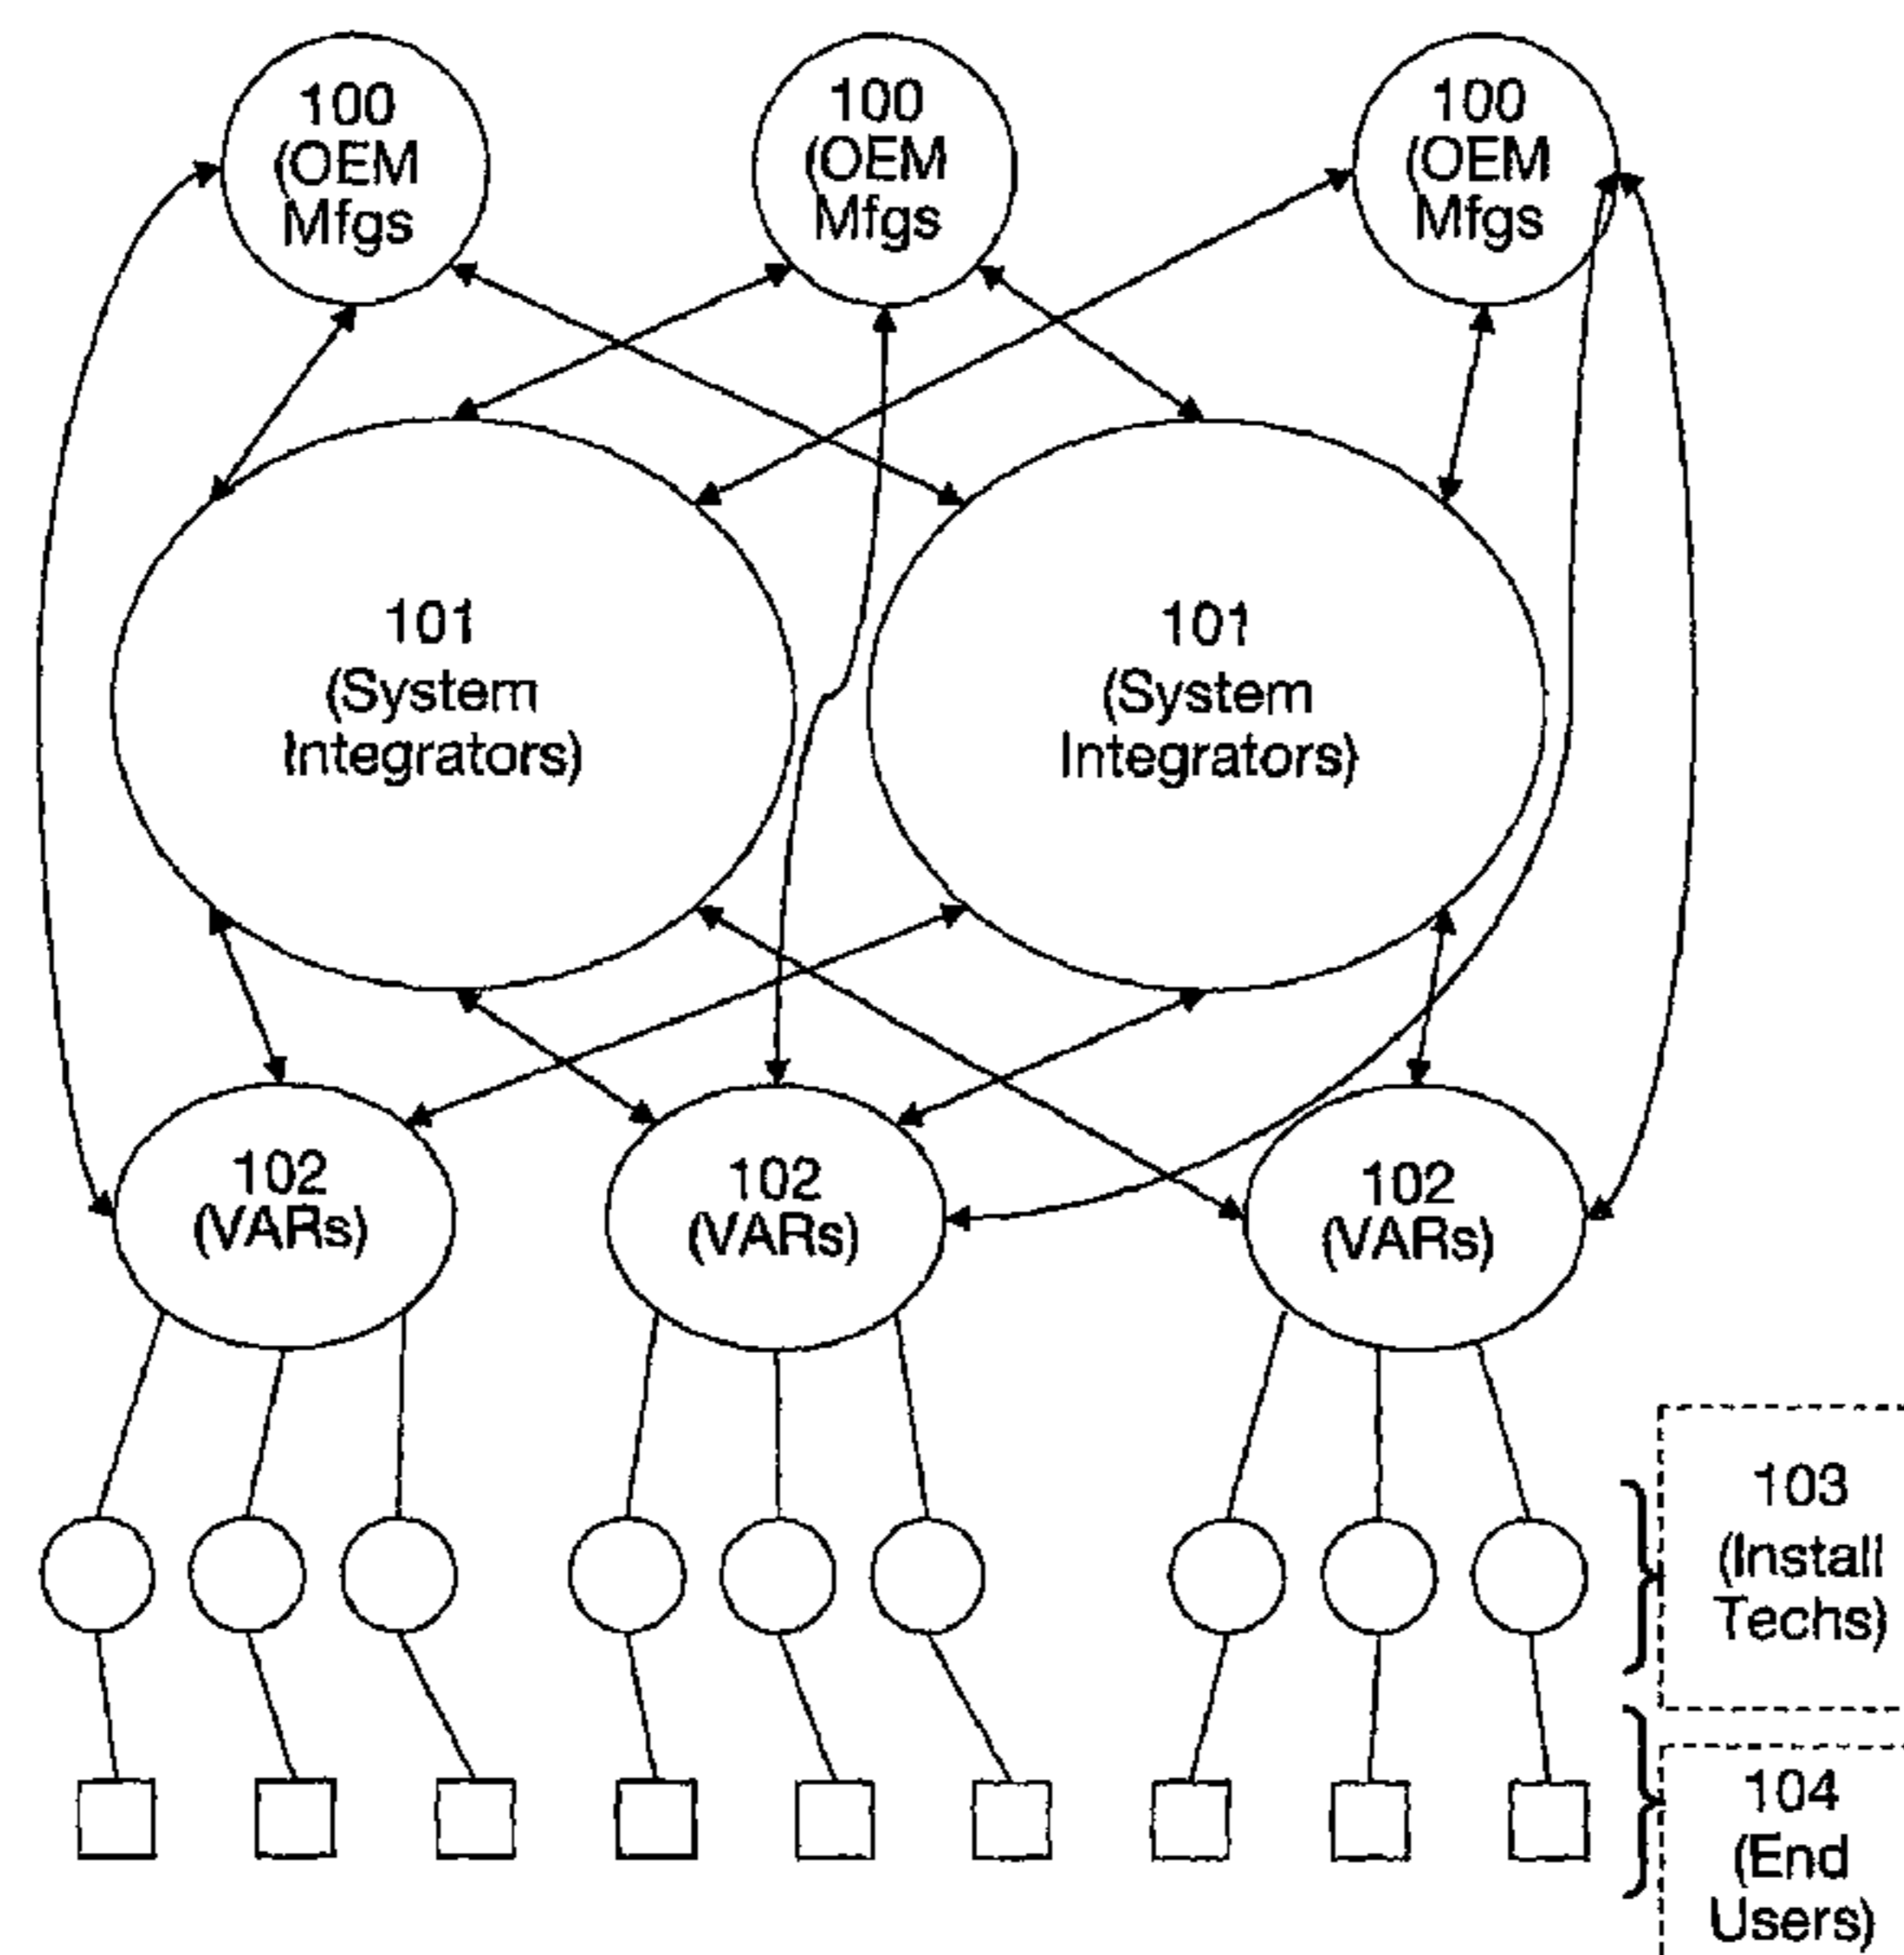 100
(OEM
Mfgs
100
(OEM
Mfgs
100
(OEM
Mfgs
101
(System
Integrators)
101
(System
Integrators)
102
(VARs)
102
(VARs)
102
(VARs)
103
(Install
Techs)
104
(End
Users)